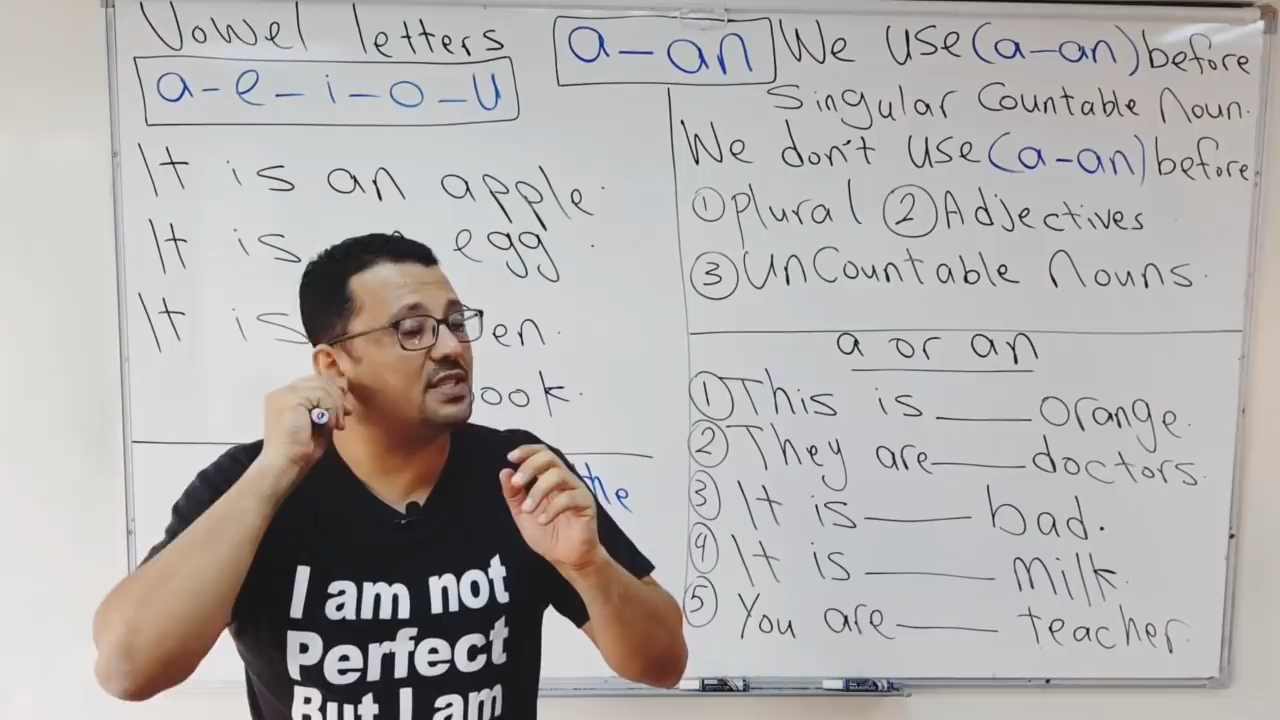 Vowel letters
a-e-i-o-u
It is an apple.
It is egg.
It is en.
ook.
the
a-an
We use (a-an) before
Singular Countable Noun.
We don't use (a-an) before
① plural ② Adjectives
③ UnCountable Nouns.
a or an
① This is ____ orange.
② They are ____ doctors.
③ It is ____ bad.
④ It is ____ milk.
⑤ You are ____ teacher.
I am not
Perfect
But I am